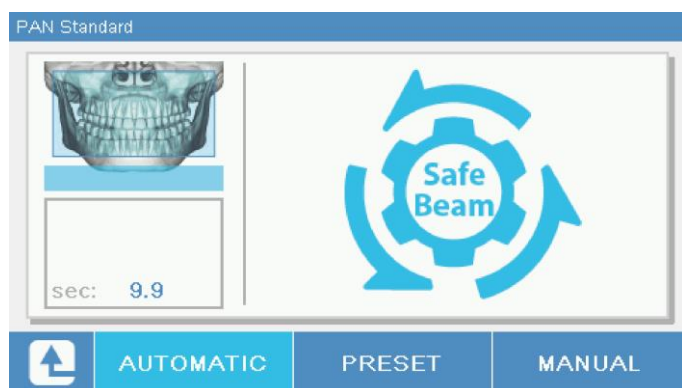 PAN Standard
Safe
Beam
sec: 9.9
AUTOMATIC PRESET MANUAL